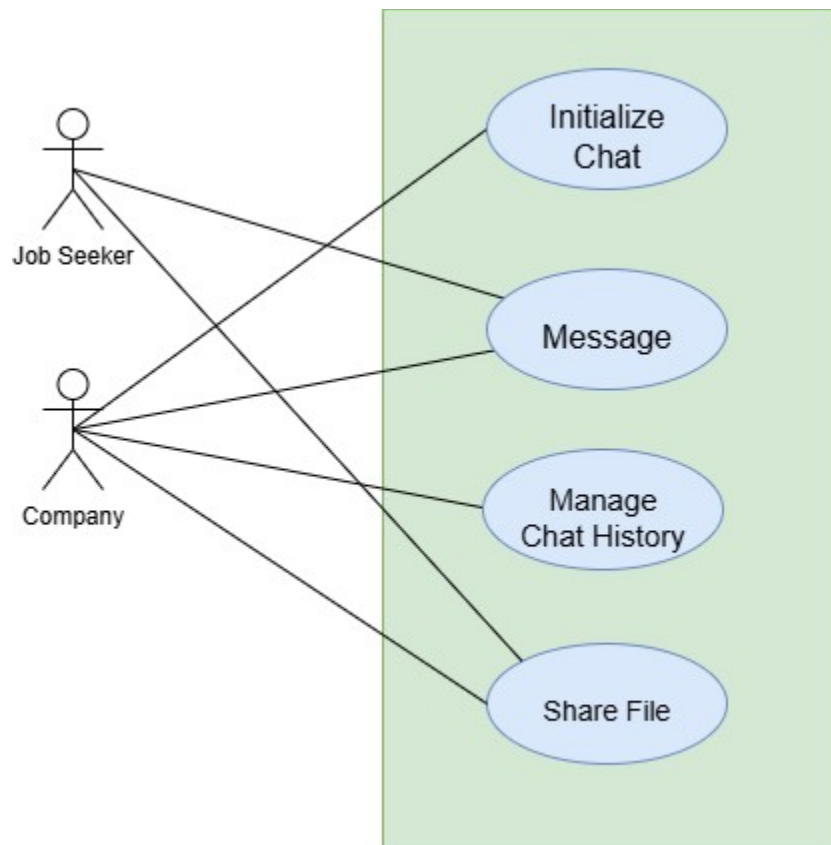 Initialize
Chat
Job Seeker
Message
Company
Manage
Chat History
Share File